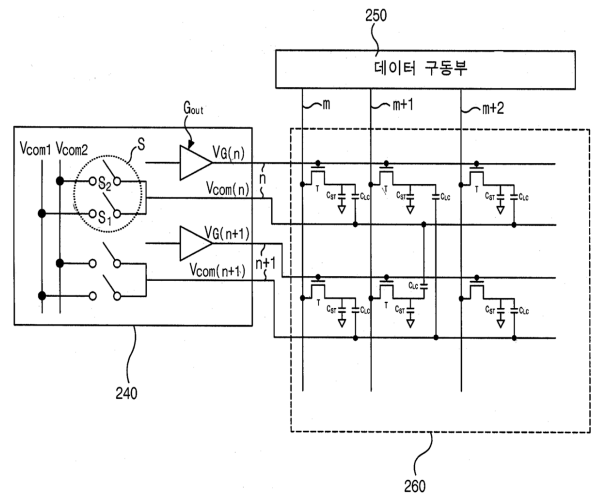 250
데이터 구동부
m m+1 m+2
Gout
S
Vcom1 Vcom2
VG(n)
S2
n
Vcom(n)
S1
T CST CLC T CST CLC T CST CLC
VG(n+1)
n+1
Vcom(n+1)
CLC
T CST CLC T CST T CST CLC
240
260